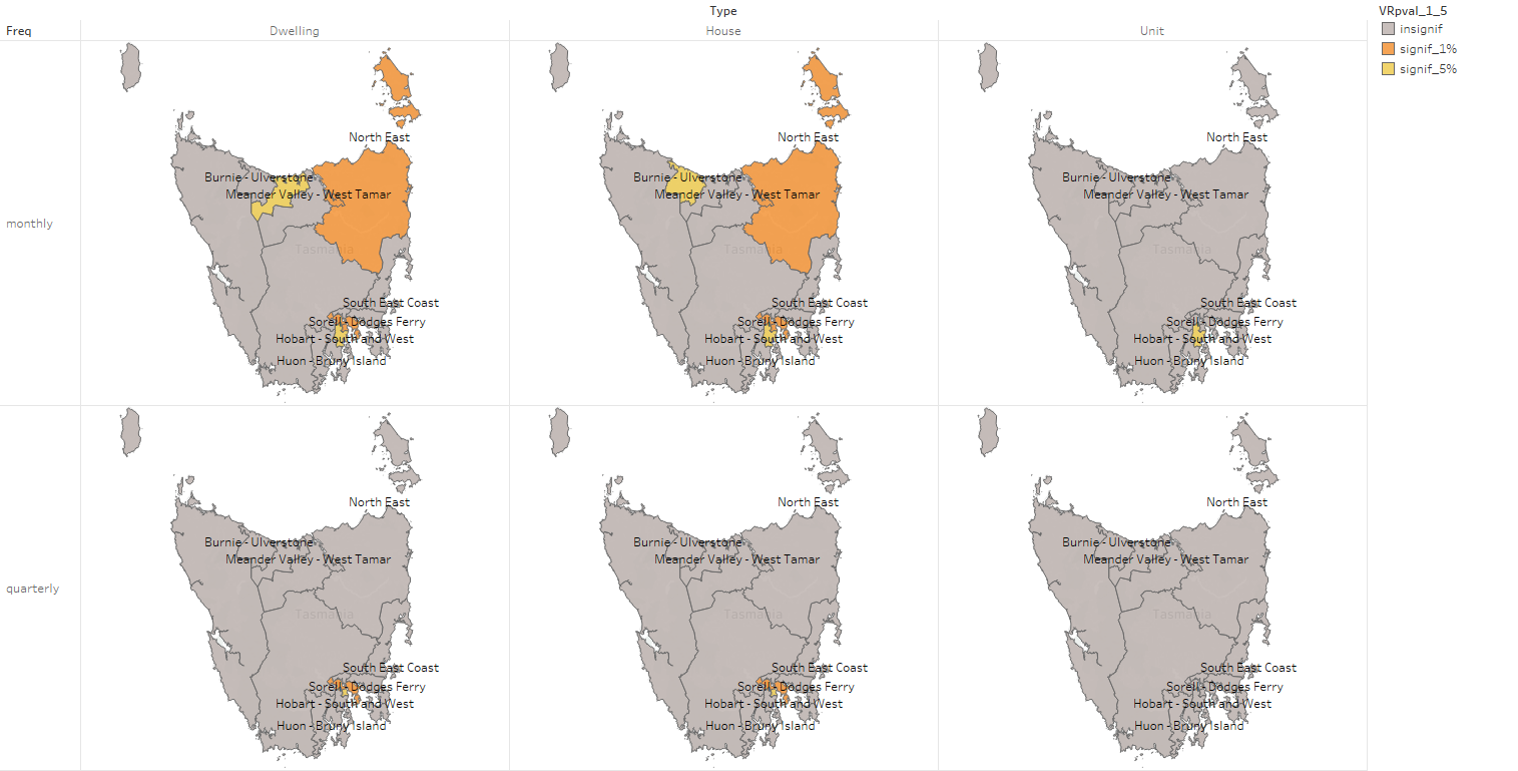 Type
VRpval_1_5
Freq
Dwelling
House
Unit
insignif
signif_1%
signif_5%
monthly
North East
Burnie - Ulverstone
Meander Valley - West Tamar
Tasmania
South East Coast
Sorell - Dodges Ferry
Hobart - South and West
Huon - Bruny Island
North East
Burnie - Ulverstone
Meander Valley - West Tamar
Tasmania
South East Coast
Sorell - Dodges Ferry
Hobart - South and West
Huon - Bruny Island
North East
Burnie - Ulverstone
Meander Valley - West Tamar
Tasmania
South East Coast
Sorell - Dodges Ferry
Hobart - South and West
Huon - Bruny Island
quarterly
North East
Burnie - Ulverstone
Meander Valley - West Tamar
Tasmania
South East Coast
Sorell - Dodges Ferry
Hobart - South and West
Huon - Bruny Island
North East
Burnie - Ulverstone
Meander Valley - West Tamar
Tasmania
South East Coast
Sorell - Dodges Ferry
Hobart - South and West
Huon - Bruny Island
North East
Burnie - Ulverstone
Meander Valley - West Tamar
Tasmania
South East Coast
Sorell - Dodges Ferry
Hobart - South and West
Huon - Bruny Island